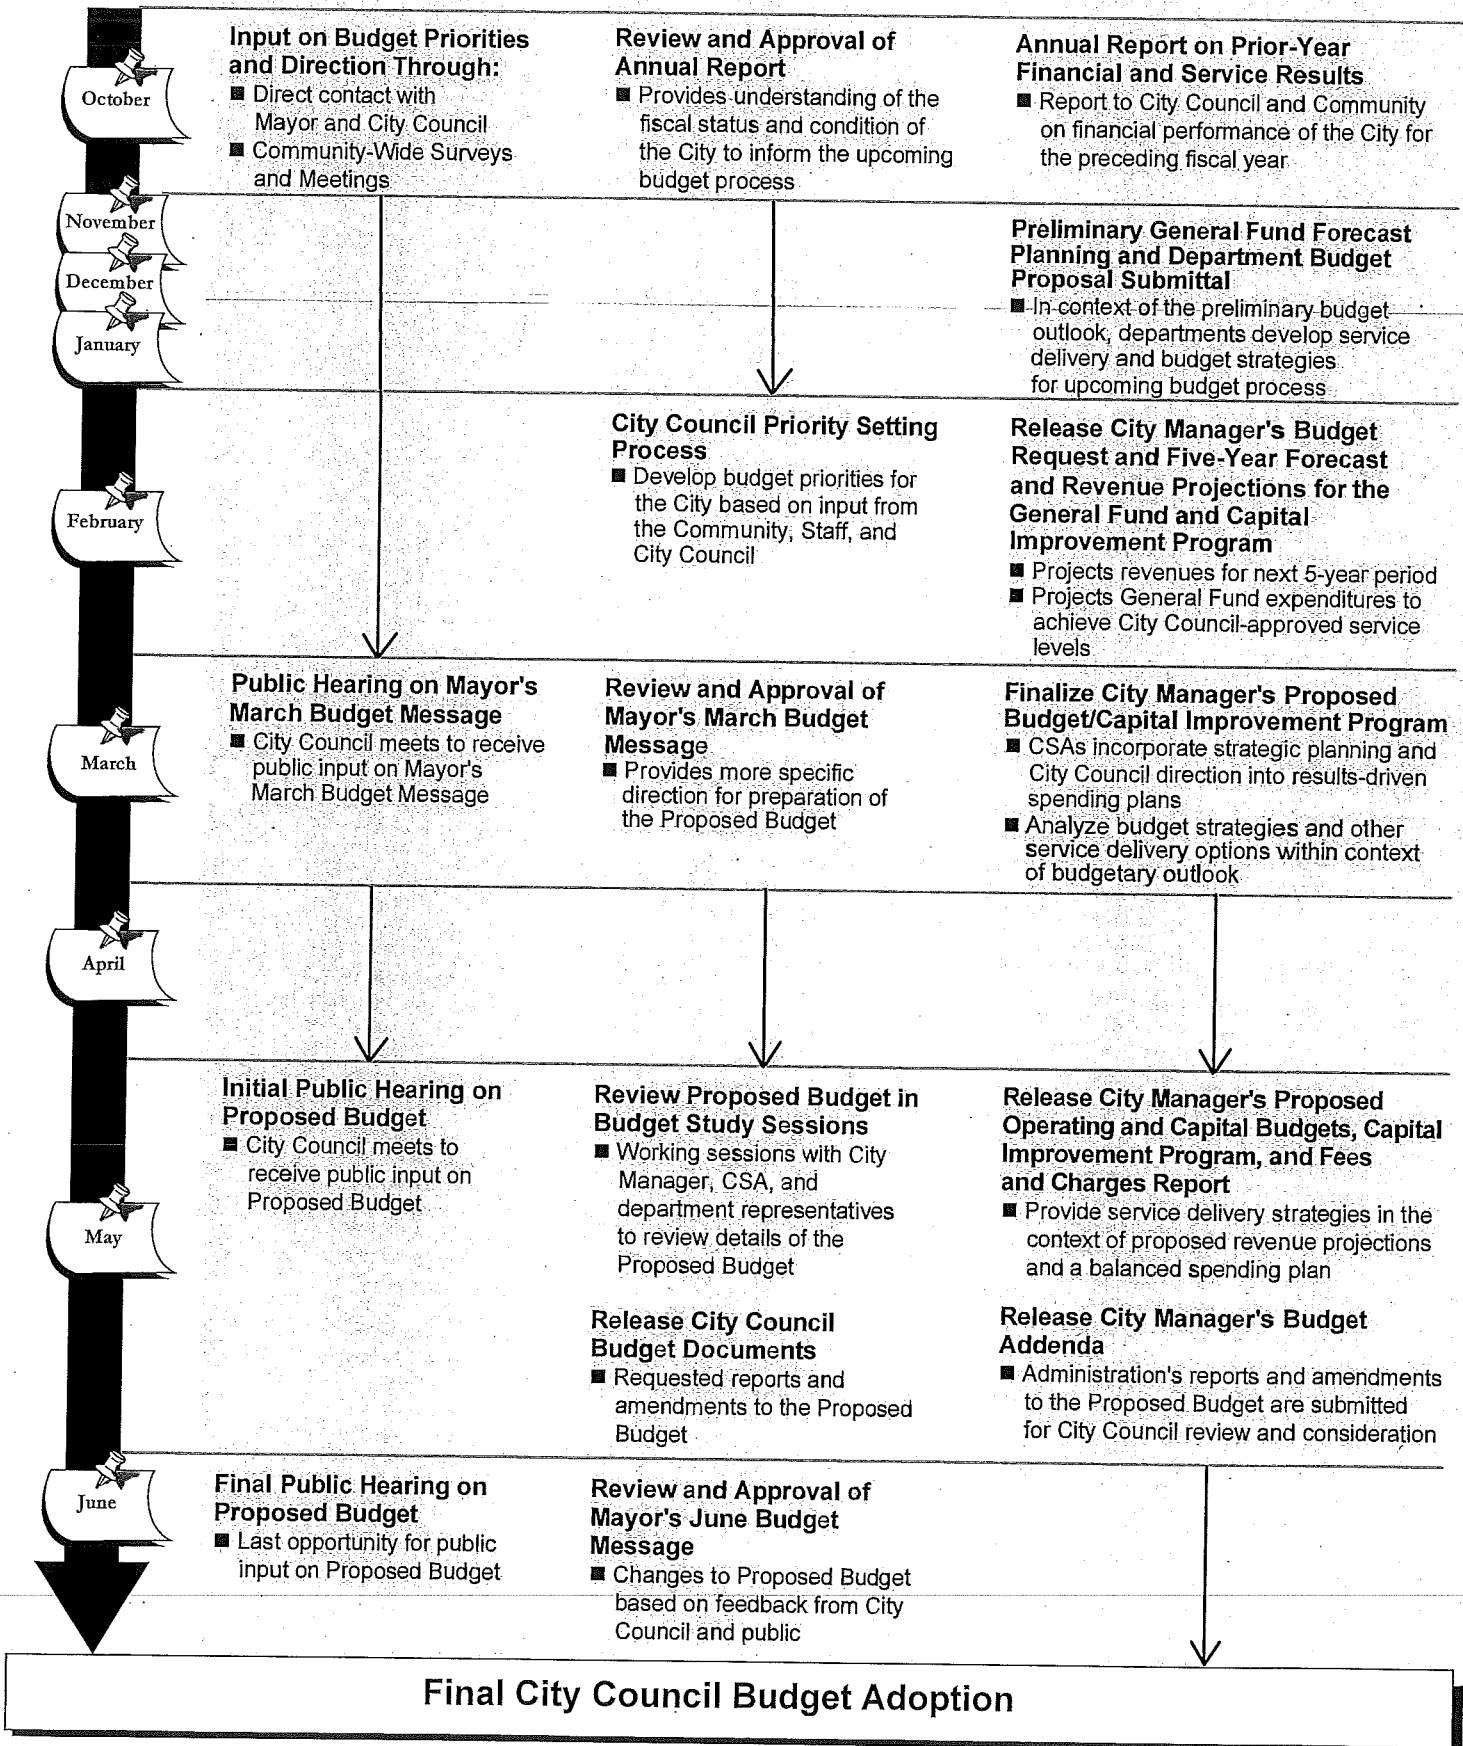 October
Input on Budget Priorities
and Direction Through:
■ Direct contact with
Mayor and City Council
■ Community-Wide Surveys
and Meetings
Review and Approval of
Annual Report
■ Provides understanding of the
fiscal status and condition of
the City to inform the upcoming
budget process
Annual Report on Prior-Year
Financial and Service Results
■ Report to City Council and Community
on financial performance of the City for
the preceding fiscal year
November
December
January
Preliminary General Fund Forecast
Planning and Department Budget
Proposal Submittal
■ In context of the preliminary budget
outlook, departments develop service
delivery and budget strategies
for upcoming budget process
February
City Council Priority Setting
Process
■ Develop budget priorities for
the City based on input from
the Community, Staff, and
City Council
Release City Manager's Budget
Request and Five-Year Forecast
and Revenue Projections for the
General Fund and Capital
Improvement Program
■ Projects revenues for next 5-year period
■ Projects General Fund expenditures to
achieve City Council-approved service
levels
March
Public Hearing on Mayor's
March Budget Message
■ City Council meets to receive
public input on Mayor's
March Budget Message
Review and Approval of
Mayor's March Budget
Message
■ Provides more specific
direction for preparation of
the Proposed Budget
Finalize City Manager's Proposed
Budget/Capital Improvement Program
■ CSAs incorporate strategic planning and
City Council direction into results-driven
spending plans
■ Analyze budget strategies and other
service delivery options within context
of budgetary outlook
April
May
Initial Public Hearing on
Proposed Budget
■ City Council meets to
receive public input on
Proposed Budget
Review Proposed Budget in
Budget Study Sessions
■ Working sessions with City
Manager, CSA, and
department representatives
to review details of the
Proposed Budget
Release City Council
Budget Documents
■ Requested reports and
amendments to the Proposed
Budget
Release City Manager's Proposed
Operating and Capital Budgets, Capital
Improvement Program, and Fees
and Charges Report
■ Provide service delivery strategies in the
context of proposed revenue projections
and a balanced spending plan
Release City Manager's Budget
Addenda
■ Administration's reports and amendments
to the Proposed Budget are submitted
for City Council review and consideration
June
Final Public Hearing on
Proposed Budget
■ Last opportunity for public
input on Proposed Budget
Review and Approval of
Mayor's June Budget
Message
■ Changes to Proposed Budget
based on feedback from City
Council and public
Final City Council Budget Adoption